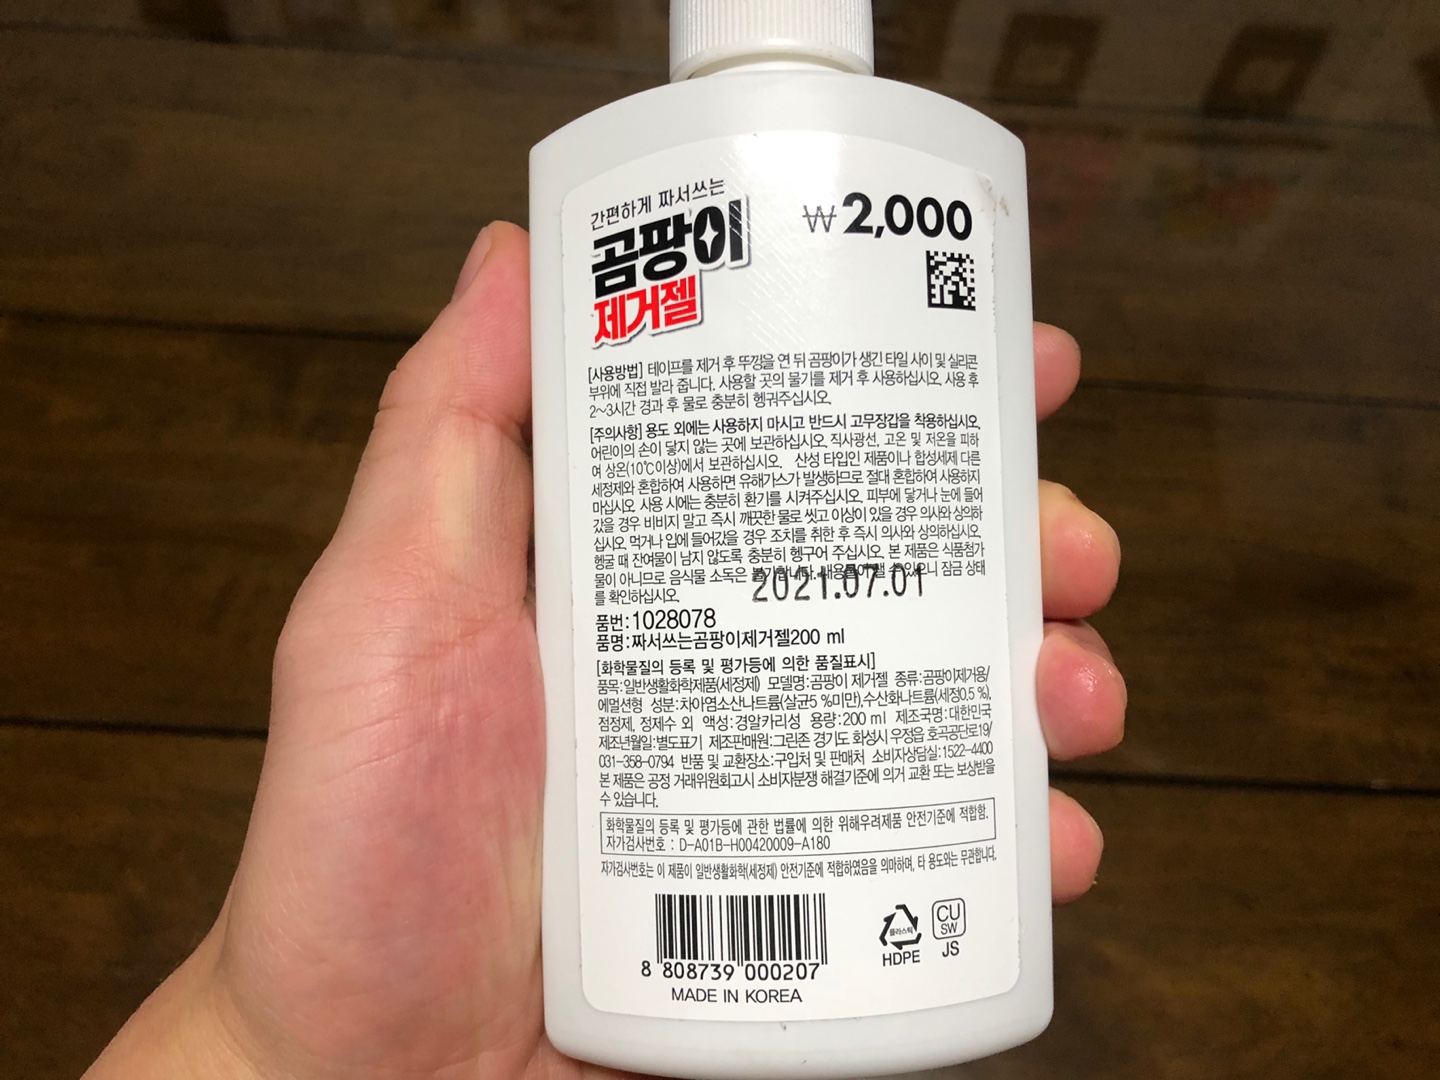 간편하게 짜서쓰는
곰팡이
제거젤
₩2,000
[사용방법] 테이프를 제거 후 뚜껑을 연 뒤 곰팡이가 생긴 타일 사이 및 실리콘
부위에 직접 발라 줍니다. 사용할 곳의 물기를 제거 후 사용하십시오. 사용 후
2~3시간 경과 후 물로 충분히 헹궈주십시오.
[주의사항] 용도 외에는 사용하지 마시고 반드시 고무장갑을 착용하십시오.
어린이의 손이 닿지 않는 곳에 보관하십시오. 직사광선, 고온 및 저온을 피하
여 상온(10℃이상)에서 보관하십시오. 산성 타입인 제품이나 합성세제 다른
세정제와 혼합하여 사용하면 유해가스가 발생하므로 절대 혼합하여 사용하지
마십시오. 사용 시에는 충분히 환기를 시켜주십시오. 피부에 닿거나 눈에 들어
갔을 경우 비비지 말고 즉시 깨끗한 물로 씻고 이상이 있을 경우 의사와 상의하
십시오. 먹거나 입에 들어갔을 경우 조치를 취한 후 즉시 의사와 상의하십시오.
헹굴 때 잔여물이 남지 않도록 충분히 헹구어 주십시오. 본 제품은 식품첨가
물이 아니므로 음식물 소독은 불가합니다. 내용물이 샐 수 있으니 잠금 상태
를 확인하십시오.
2021.07.01
품번:1028078
품명:짜서쓰는곰팡이제거젤200 ml
[화학물질의 등록 및 평가등에 의한 품질표시]
품목:일반생활화학제품(세정제) 모델명:곰팡이 제거젤 종류:곰팡이제거용/
에멀션형 성분:차아염소산나트륨(살균5 %미만),수산화나트륨(세정0.5 %),
점정제, 정제수 외 액성:경알카리성 용량:200 ml 제조국명:대한민국
제조년월일:별도표기 제조판매원:그린존 경기도 화성시 우정읍 호곡공단로19/
031-358-0794 반품 및 교환장소:구입처 및 판매처 소비자상담실:1522-4400
본 제품은 공정 거래위원회고시 소비자분쟁 해결기준에 의거 교환 또는 보상받을
수 있습니다.
화학물질의 등록 및 평가등에 관한 법률에 의한 위해우려제품 안전기준에 적합함.
자가검사번호 : D-A01B-H00420009-A180
자가검사번호는 이 제품이 일반생활화학(세정제) 안전기준에 적합하였음을 의미하며, 타 용도와는 무관합니다.
8 808739 000207
MADE IN KOREA
플라스틱
HDPE
CU
SW
JS